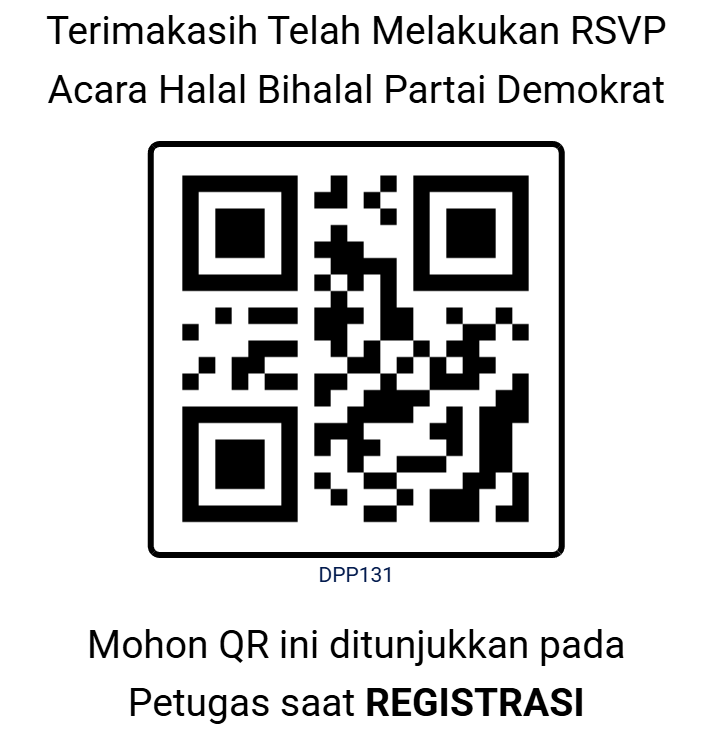 Terimakasih Telah Melakukan RSVP
Acara Halal Bihalal Partai Demokrat
DPP131
Mohon QR ini ditunjukkan pada
Petugas saat REGISTRASI